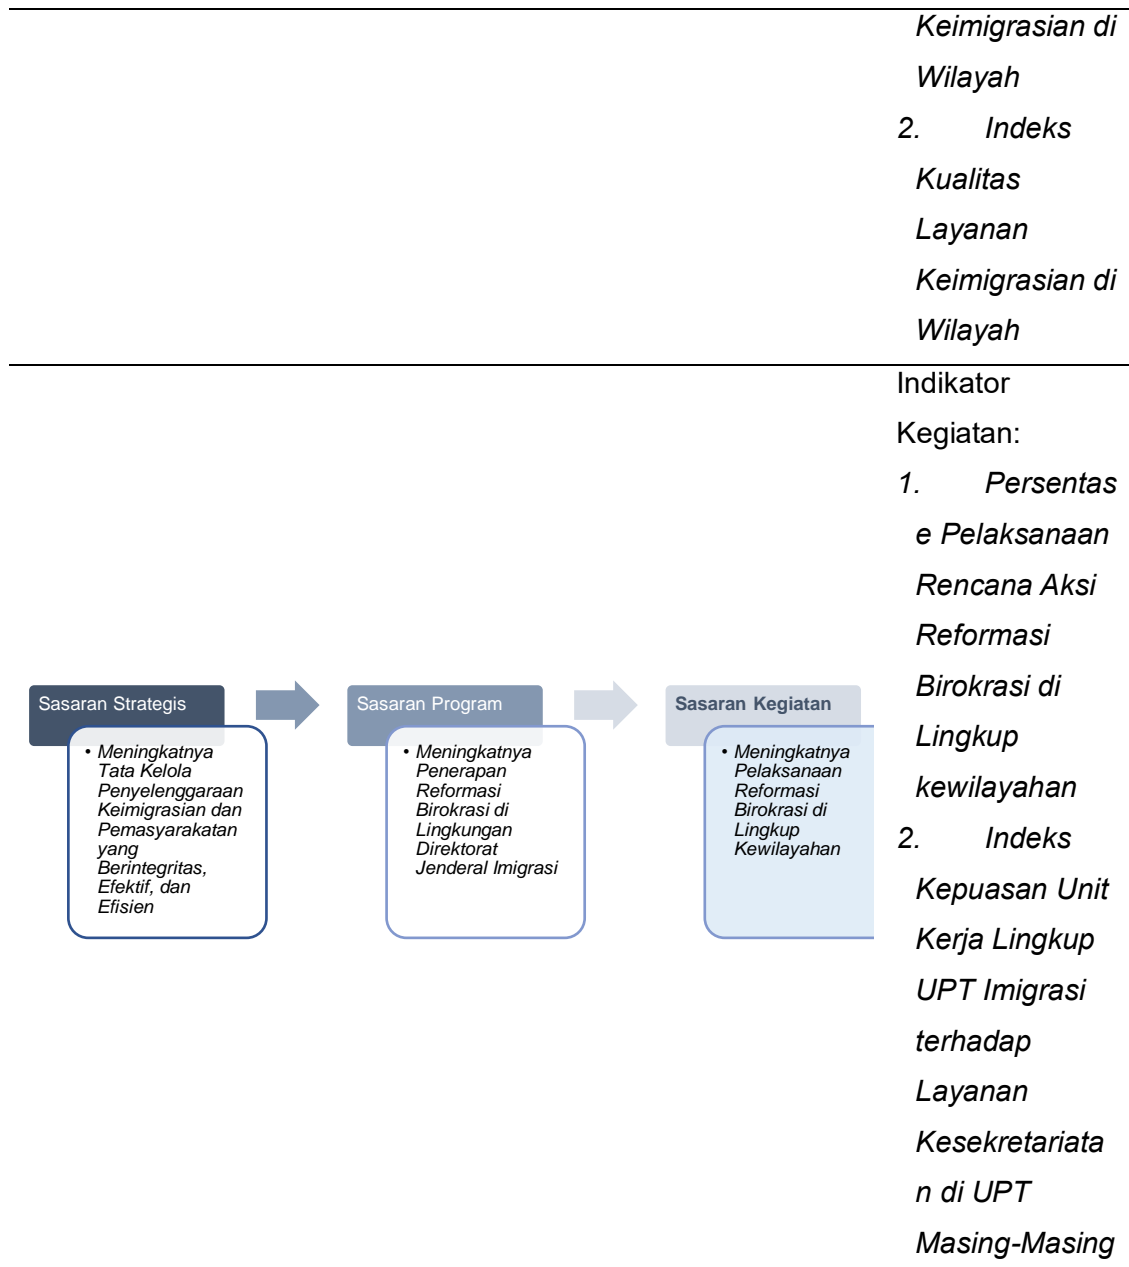 Keimigrasian di
Wilayah
2. Indeks
Kualitas
Layanan
Keimigrasian di
Wilayah
Sasaran Strategis
• Meningkatnya
Tata Kelola
Penyelenggaraan
Keimigrasian dan
Pemasyarakatan
yang
Berintegritas,
Efektif, dan
Efisien
Sasaran Program
• Meningkatnya
Penerapan
Reformasi
Birokrasi di
Lingkungan
Direktorat
Jenderal Imigrasi
Sasaran Kegiatan
• Meningkatnya
Pelaksanaan
Reformasi
Birokrasi di
Lingkup
Kewilayahan
Indikator
Kegiatan:
1. Persentas
e Pelaksanaan
Rencana Aksi
Reformasi
Birokrasi di
Lingkup
kewilayahan
2. Indeks
Kepuasan Unit
Kerja Lingkup
UPT Imigrasi
terhadap
Layanan
Kesekretariata
n di UPT
Masing-Masing